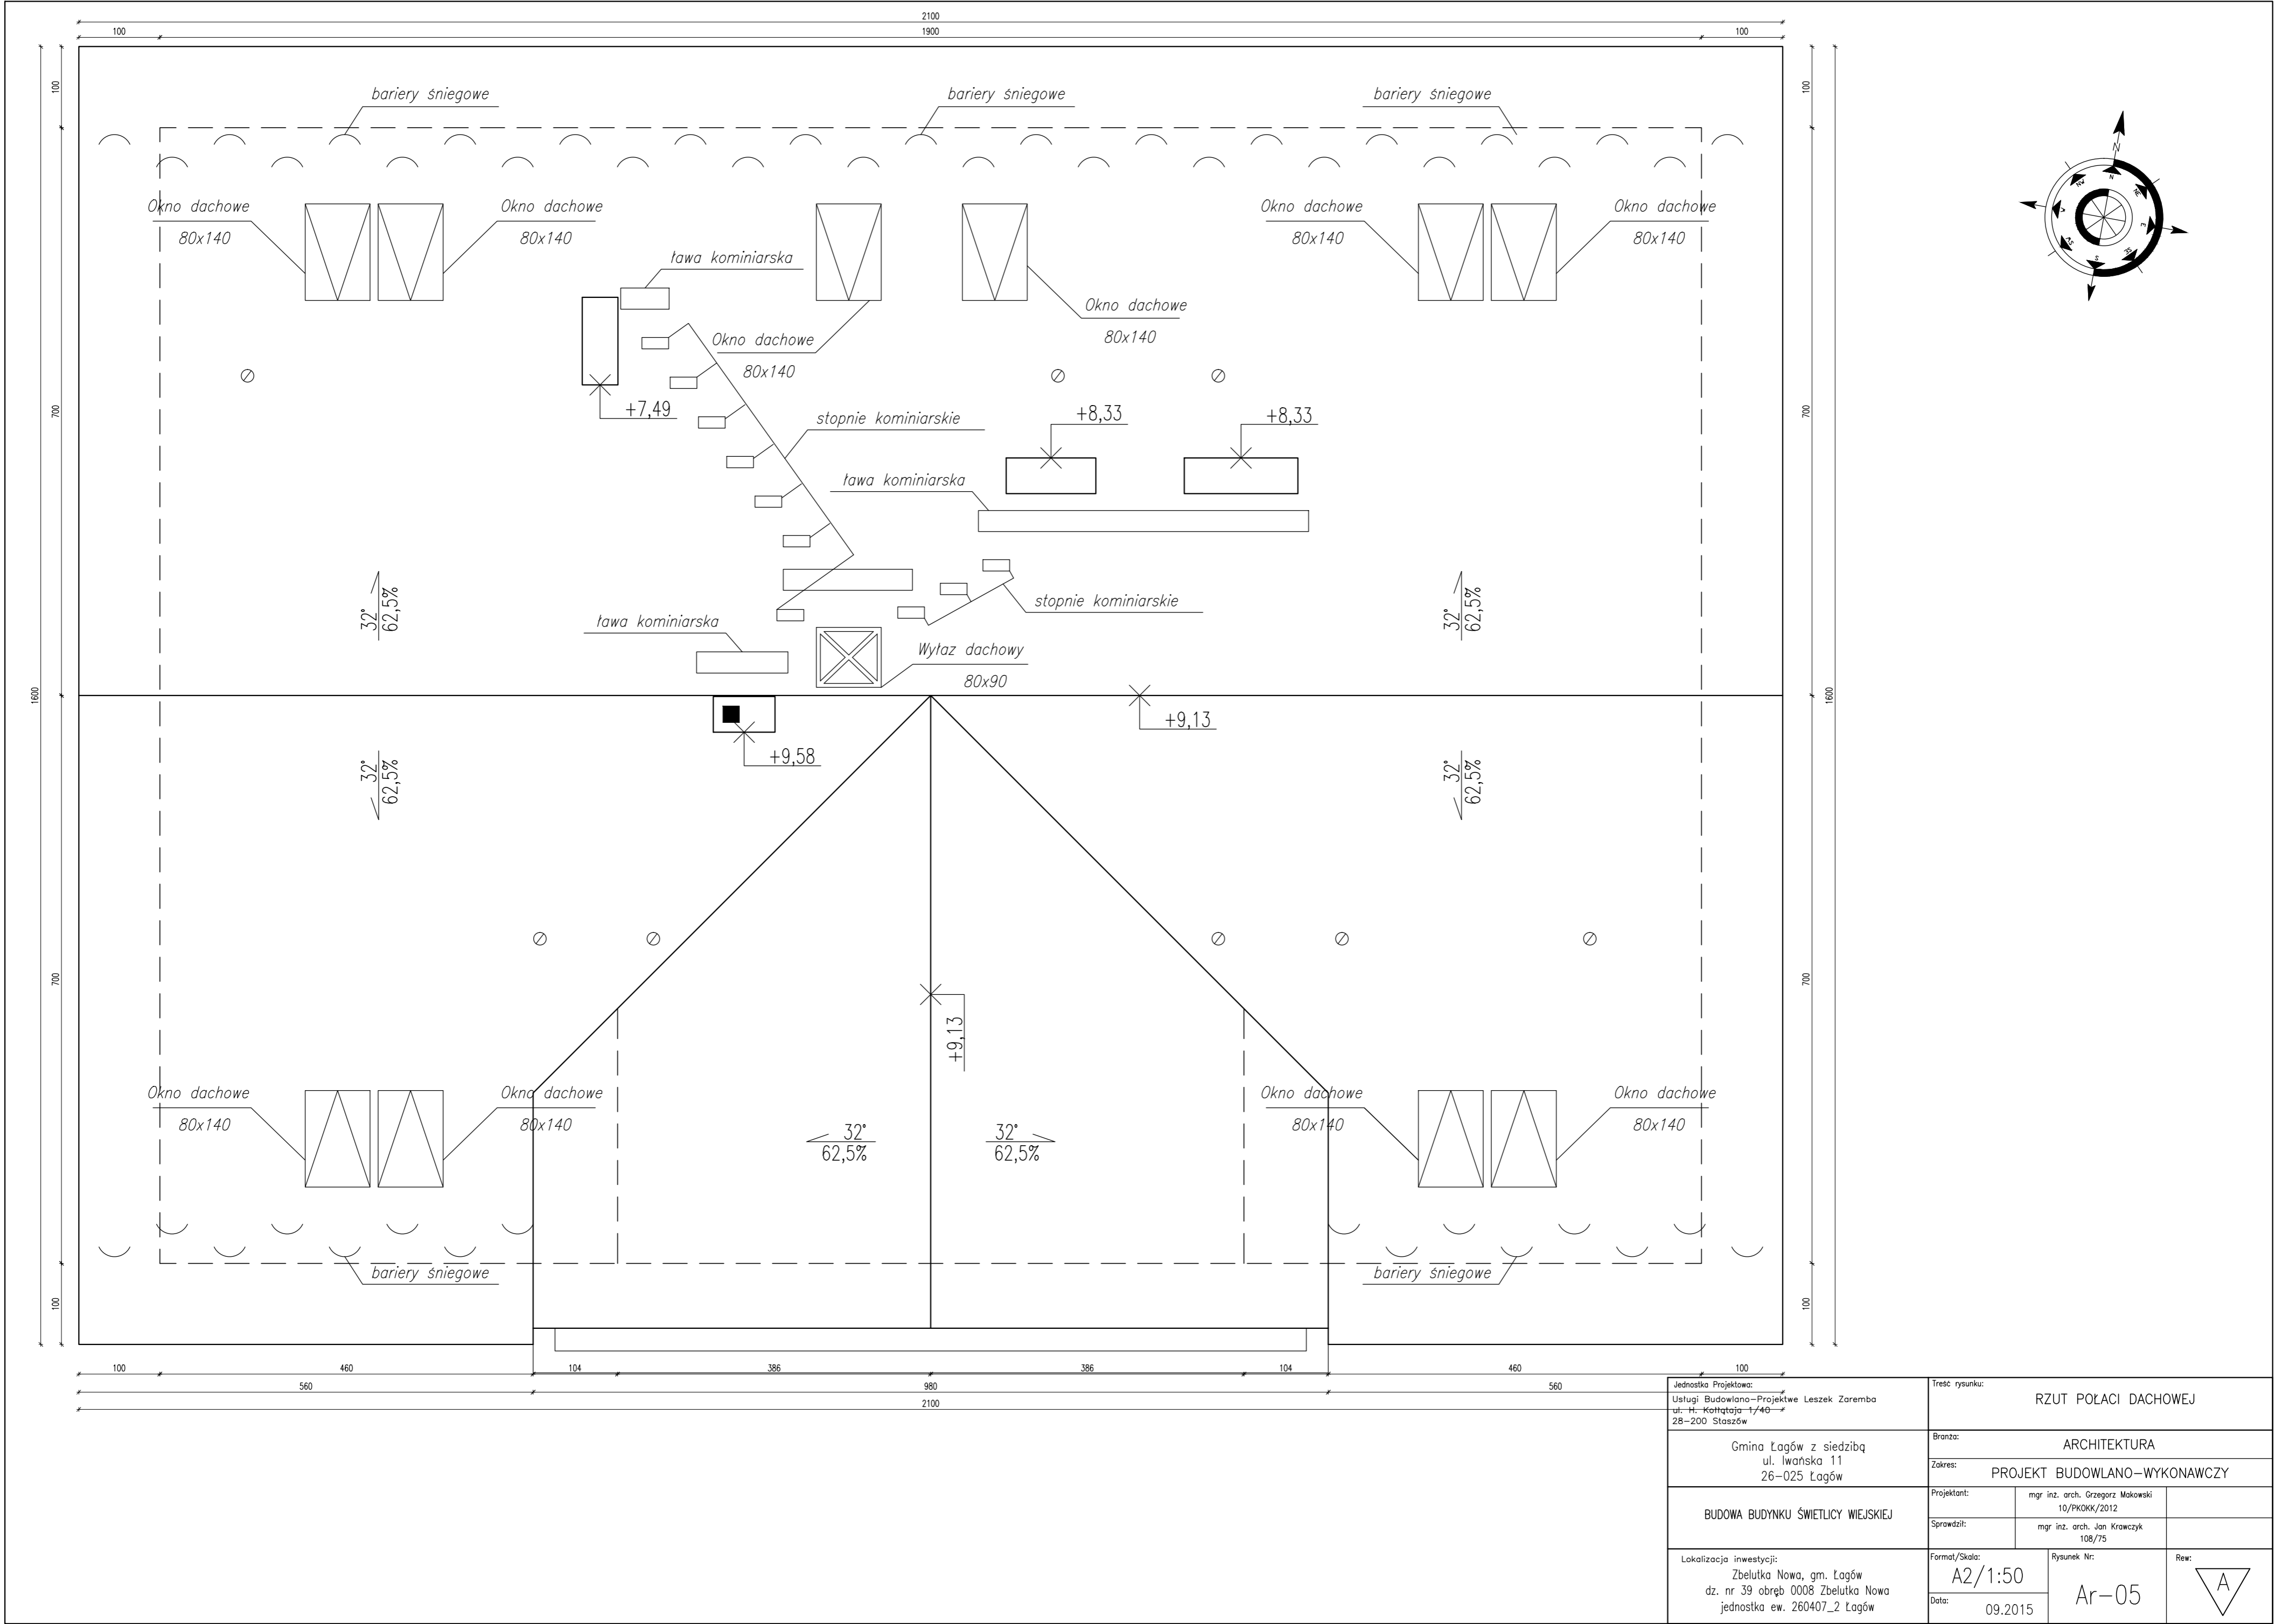 2100
100
1900
100
100
100
bariery śniegowe
bariery śniegowe
bariery śniegowe
N
N
NE
E
SE
S
SV
V
NW
Okno dachowe
80x140
Okno dachowe
80x140
Okno dachowe
80x140
Okno dachowe
80x140
ława kominiarska
Okno dachowe
80x140
Okno dachowe
80x140
+7,49
stopnie kominiarskie
+8,33
+8,33
700
700
ława kominiarska
32°
62,5%
32°
62,5%
stopnie kominiarskie
ława kominiarska
Wyłaz dachowy
80x90
1600
1600
+9,13
+9,58
32°
62,5%
32°
62,5%
700
700
+9,13
Okno dachowe
80x140
Okno dachowe
80x140
Okno dachowe
80x140
Okno dachowe
80x140
32°
62,5%
32°
62,5%
bariery śniegowe
bariery śniegowe
100
100
100
460
104
386
386
104
460
100
560
980
560
2100
Jednostka Projektowa:
Usługi Budowlano-Projektwe Leszek Zaremba
ul. H. Kołłątaja 1/40
28-200 Staszów
Treść rysunku:
RZUT POŁACI DACHOWEJ
Gmina Łagów z siedzibą
ul. Iwańska 11
26-025 Łagów
Branża:
ARCHITEKTURA
Zakres:
PROJEKT BUDOWLANO-WYKONAWCZY
BUDOWA BUDYNKU ŚWIETLICY WIEJSKIEJ
Projektant:
mgr inż. arch. Grzegorz Makowski
10/PKOKK/2012
Sprawdził:
mgr inż. arch. Jan Krawczyk
108/75
Lokalizacja inwestycji:
Zbelutka Nowa, gm. Łagów
dz. nr 39 obręb 0008 Zbelutka Nowa
jednostka ew. 260407_2 Łagów
Format/Skala:
A2/1:50
Data:
09.2015
Rysunek Nr:
Ar-05
Rew:
A